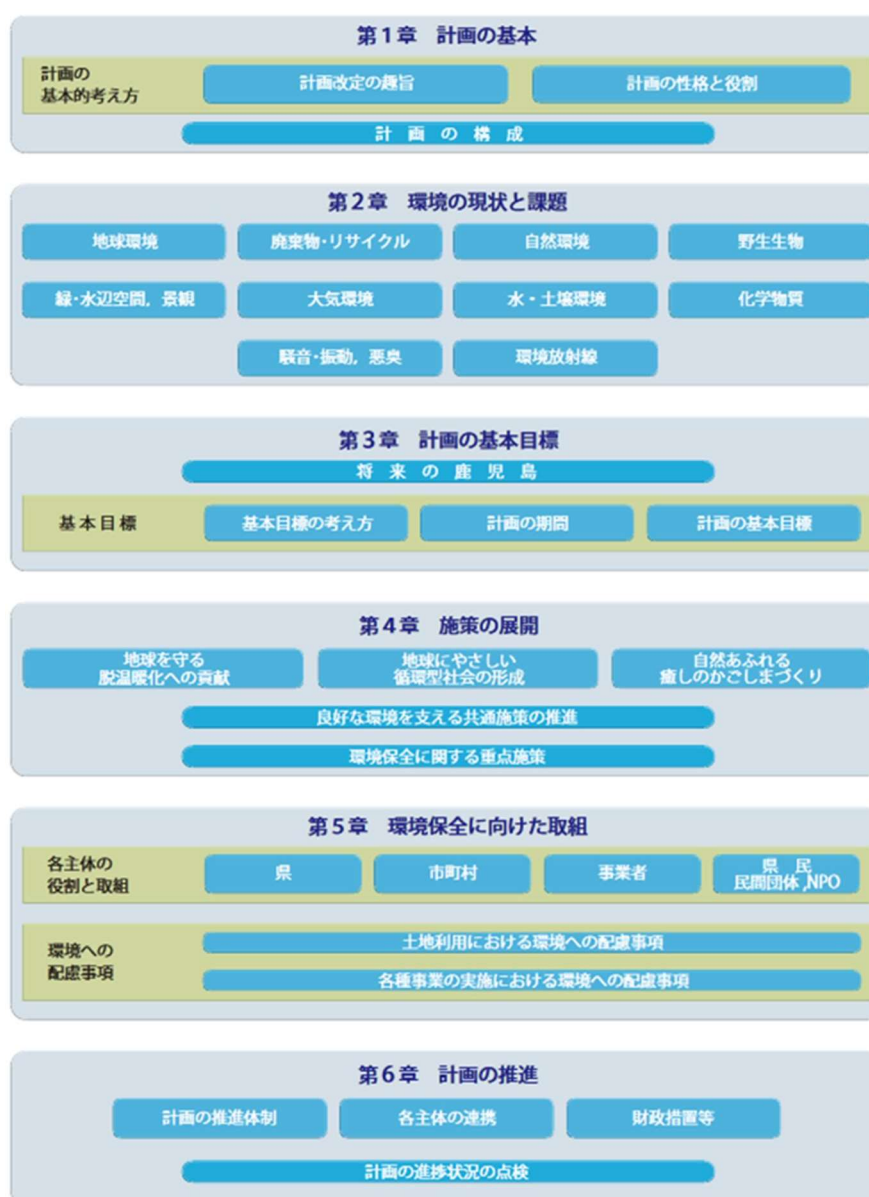 第1章 計画の基本
計画の
基本的考え方
計画改定の趣旨
計画の性格と役割
計画の構成
第2章 環境の現状と課題
地球環境
廃棄物・リサイクル
自然環境
野生生物
緑・水辺空間，景観
大気環境
水・土壌環境
化学物質
騒音・振動，悪臭
環境放射線
第3章 計画の基本目標
将来の鹿児島
基本目標
基本目標の考え方
計画の期間
計画の基本目標
第4章 施策の展開
地球を守る
脱温暖化への貢献
地球にやさしい
循環型社会の形成
自然あふれる
癒しのかごしまづくり
良好な環境を支える共通施策の推進
環境保全に関する重点施策
第5章 環境保全に向けた取組
各主体の
役割と取組
県
市町村
事業者
県 民
民間団体,NPO
環境への
配慮事項
土地利用における環境への配慮事項
各種事業の実施における環境への配慮事項
第6章 計画の推進
計画の推進体制
各主体の連携
財政措置等
計画の進捗状況の点検